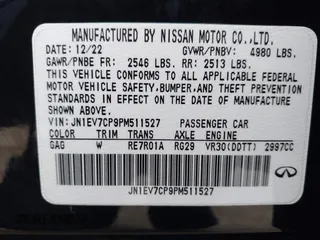 MANUFACTURED BY NISSAN MOTOR CO.,LTD.
DATE: 12/22 GVWR/PNBV: 4980 LBS.
GAWR/PNBE FR: 2546 LBS. RR: 2513 LBS.
THIS VEHICLE CONFORMS TO ALL APPLICABLE FEDERAL
MOTOR VEHICLE SAFETY, BUMPER, AND THEFT PREVENTION
STANDARDS IN EFFECT ON THE DATE OF MANUFACTURE
SHOWN ABOVE.
VIN: JN1EV7CP9PM511527 PASSENGER CAR
COLOR TRIM TRANS AXLE ENGINE
GAG W RE7R01A RG29 VR30(DDTT) 2997CC
JN1EV7CP9PM511527
INFINITI